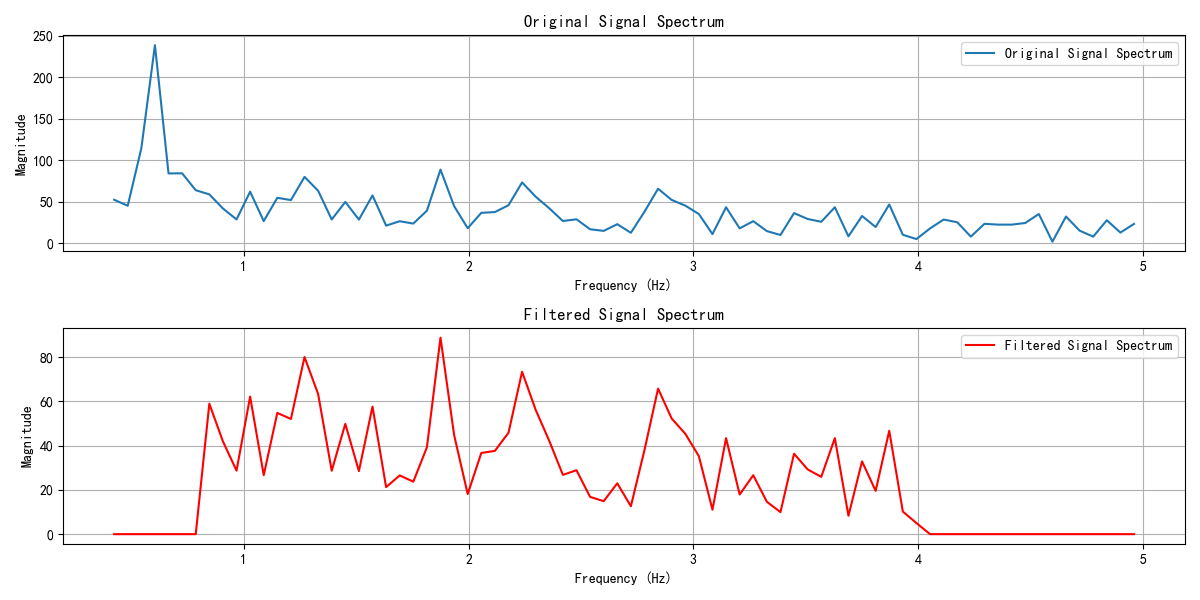 Original Signal Spectrum
250
200
150
100
50
0
Magnitude
Original Signal Spectrum
1 2 3 4 5
Frequency (Hz)
Filtered Signal Spectrum
80
60
40
20
0
Magnitude
Filtered Signal Spectrum
1 2 3 4 5
Frequency (Hz)